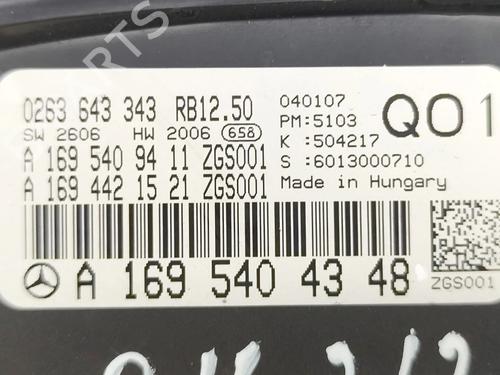 PARTS
0263 643 343 RB12.50
040107
SW 2606 HW 2006 658
PM:5103
Q01
K :504217
A 169 540 94 11 ZGS001
S :6013000710
A 169 442 15 21 ZGS001
Made in Hungary
A 169 540 43 48
ZGS001